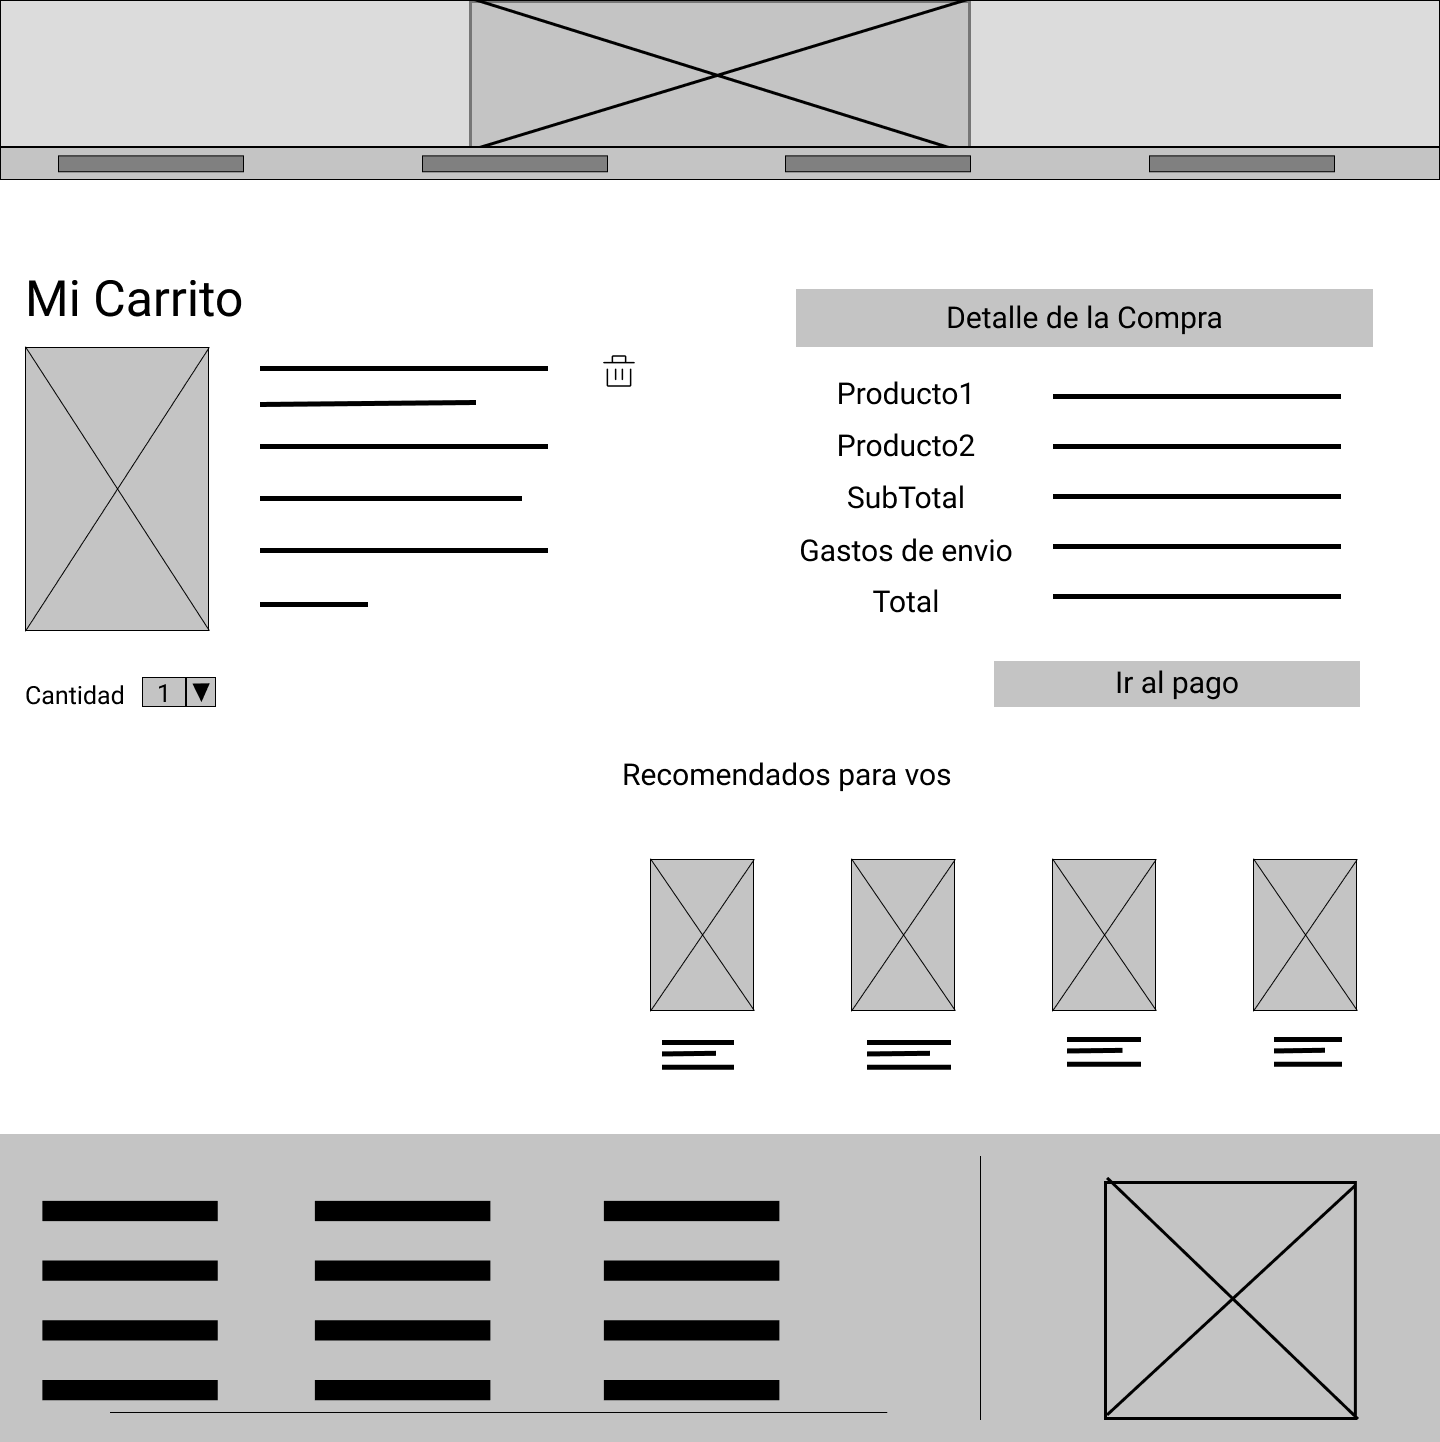 Mi Carrito
Detalle de la Compra
Producto1
Producto2
SubTotal
Gastos de envio
Total
Cantidad 1
Ir al pago
Recomendados para vos